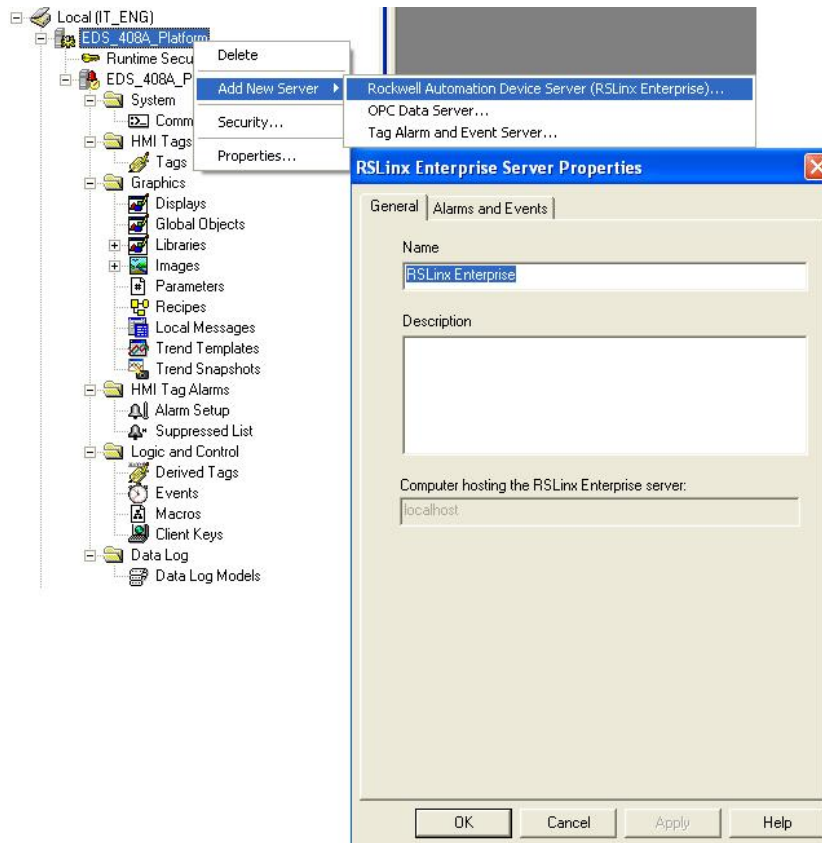 Local (IT_ENG)
EDS_408A_Platform
Runtime Secu
EDS_408A_P
System
Comm
HMI Tags
Tags
Graphics
Displays
Global Objects
Libraries
Images
Parameters
Recipes
Local Messages
Trend Templates
Trend Snapshots
HMI Tag Alarms
Alarm Setup
Suppressed List
Logic and Control
Derived Tags
Events
Macros
Client Keys
Data Log
Data Log Models
Delete
Add New Server
Security...
Properties...
Rockwell Automation Device Server (RSLinx Enterprise)...
OPC Data Server...
Tag Alarm and Event Server...
RSLinx Enterprise Server Properties
General Alarms and Events
Name
RSLinx Enterprise
Description
Computer hosting the RSLinx Enterprise server:
localhost
OK Cancel Apply Help